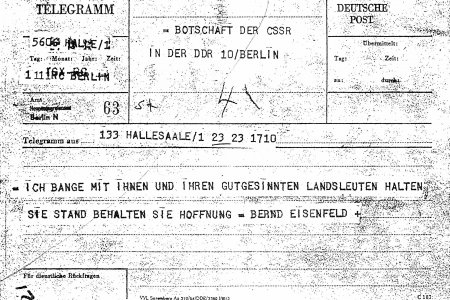 TELEGRAMM
DEUTSCHE
POST
= BOTSCHAFT DER CSSR
IN DER DDR 10/BERLIN
Übermittelt:
Tag: Monat: Jahr: Zeit:
Tag: Zeit:
an: durch:
BERLIN
Amt
Berlin N
63
St
41
Telegramm aus 133 HALLESAALE/1 23 23 1710
= ICH BANGE MIT IHNEN UND IHREN GUTGESINNTEN LANDSLEUTEN HALTEN
SIE STAND BEHALTEN SIE HOFFNUNG = BERND EISENFELD +
Für dienstliche Rückfragen